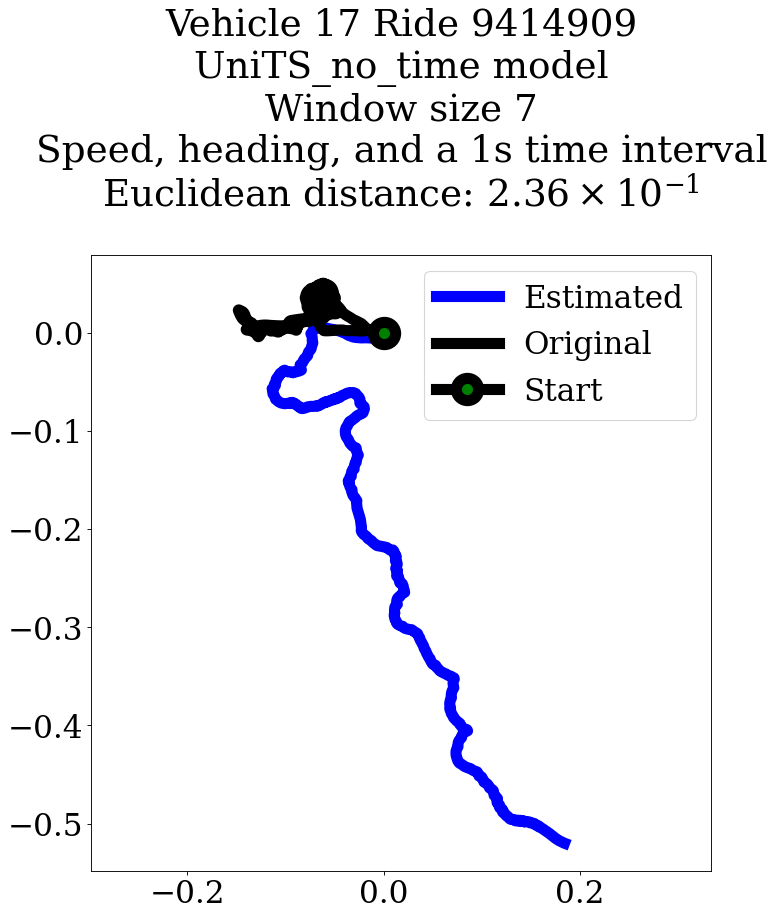 Vehicle 17 Ride 9414909
UniTS_no_time model
Window size 7
Speed, heading, and a 1s time interval
Euclidean distance: 2.36 × 10⁻¹
Estimated
Original
Start
0.0
−0.1
−0.2
−0.3
−0.4
−0.5
−0.2 0.0 0.2